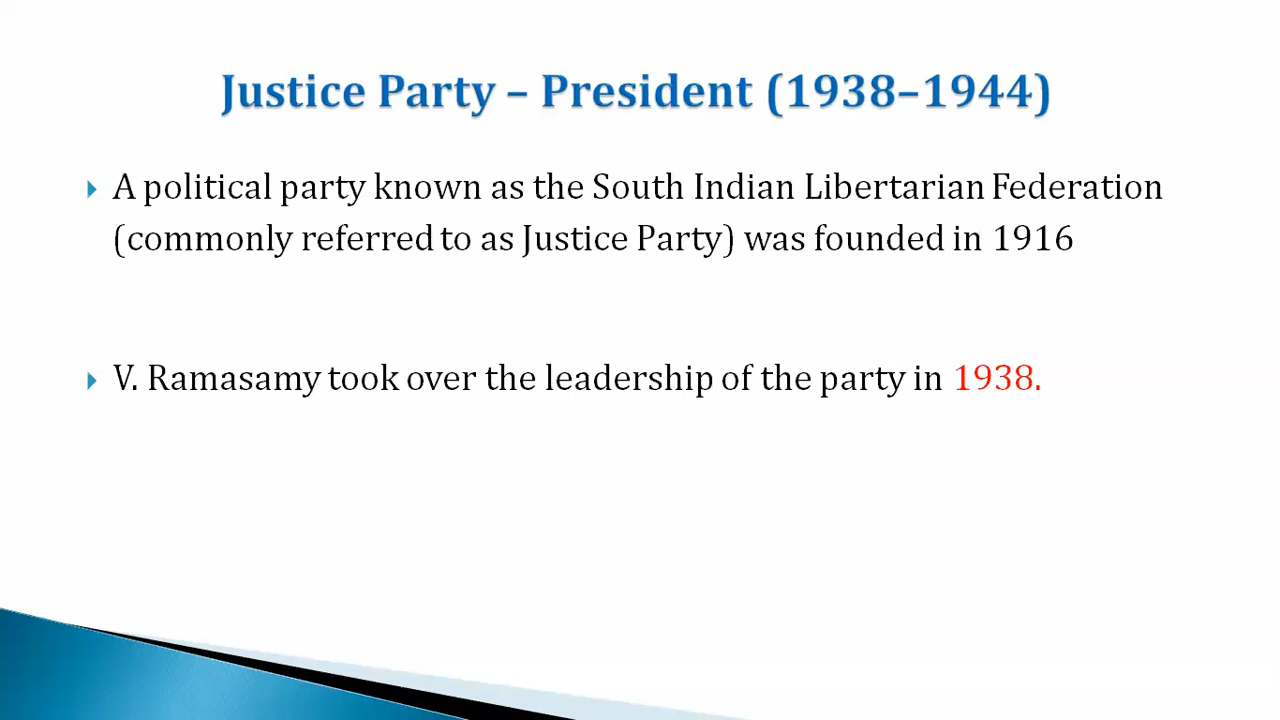 Justice Party – President (1938–1944)
A political party known as the South Indian Libertarian Federation
(commonly referred to as Justice Party) was founded in 1916
V. Ramasamy took over the leadership of the party in 1938.